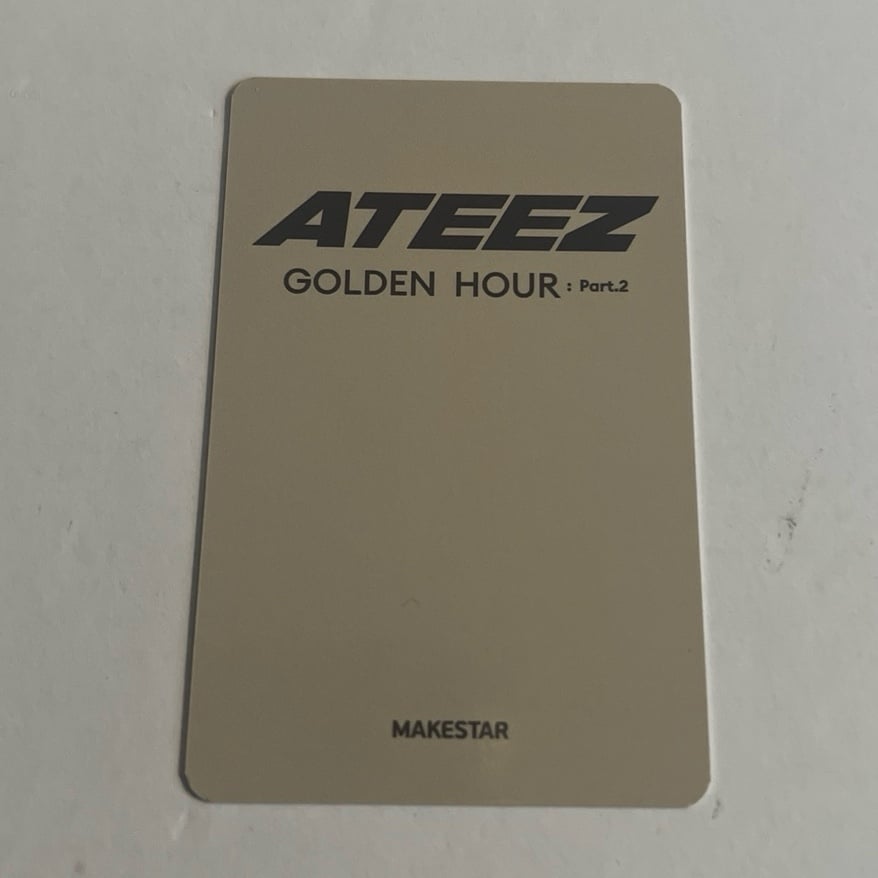 ATEEZ
GOLDEN HOUR : Part.2
MAKESTAR